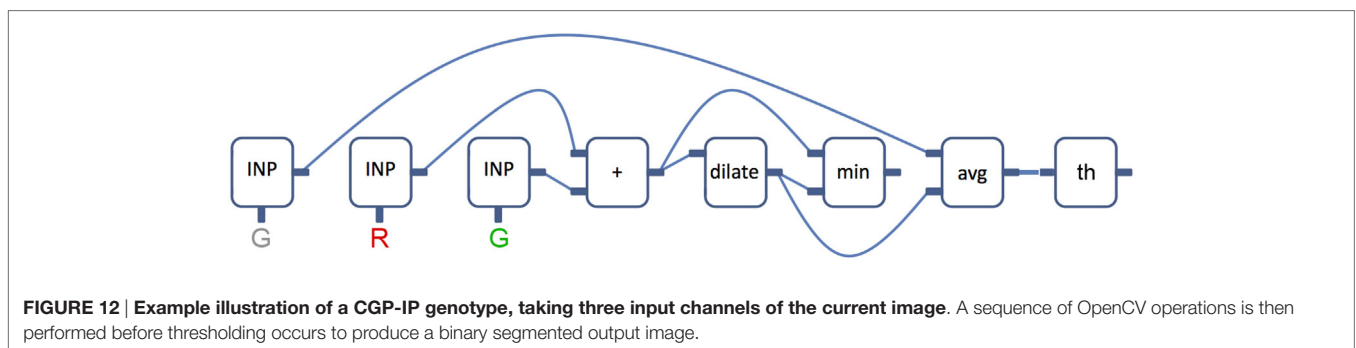 INP INP INP + dilate min avg th
G R G
FIGURE 12 | Example illustration of a CGP-IP genotype, taking three input channels of the current image. A sequence of OpenCV operations is then
performed before thresholding occurs to produce a binary segmented output image.